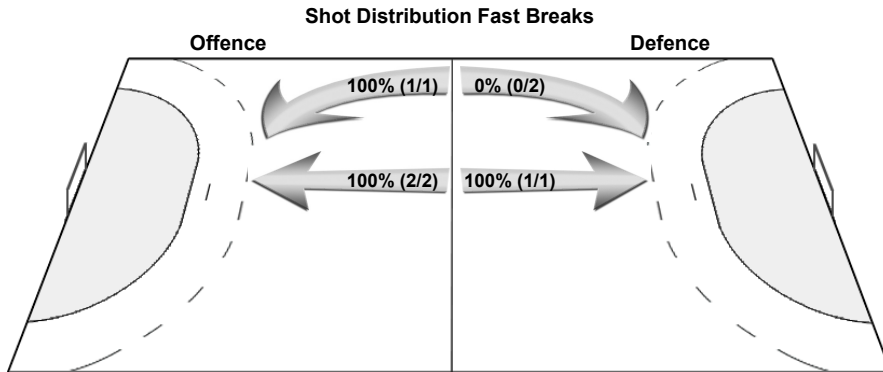 Shot Distribution Fast Breaks
Offence
Defence
100% (1/1)
0% (0/2)
100% (2/2)
100% (1/1)